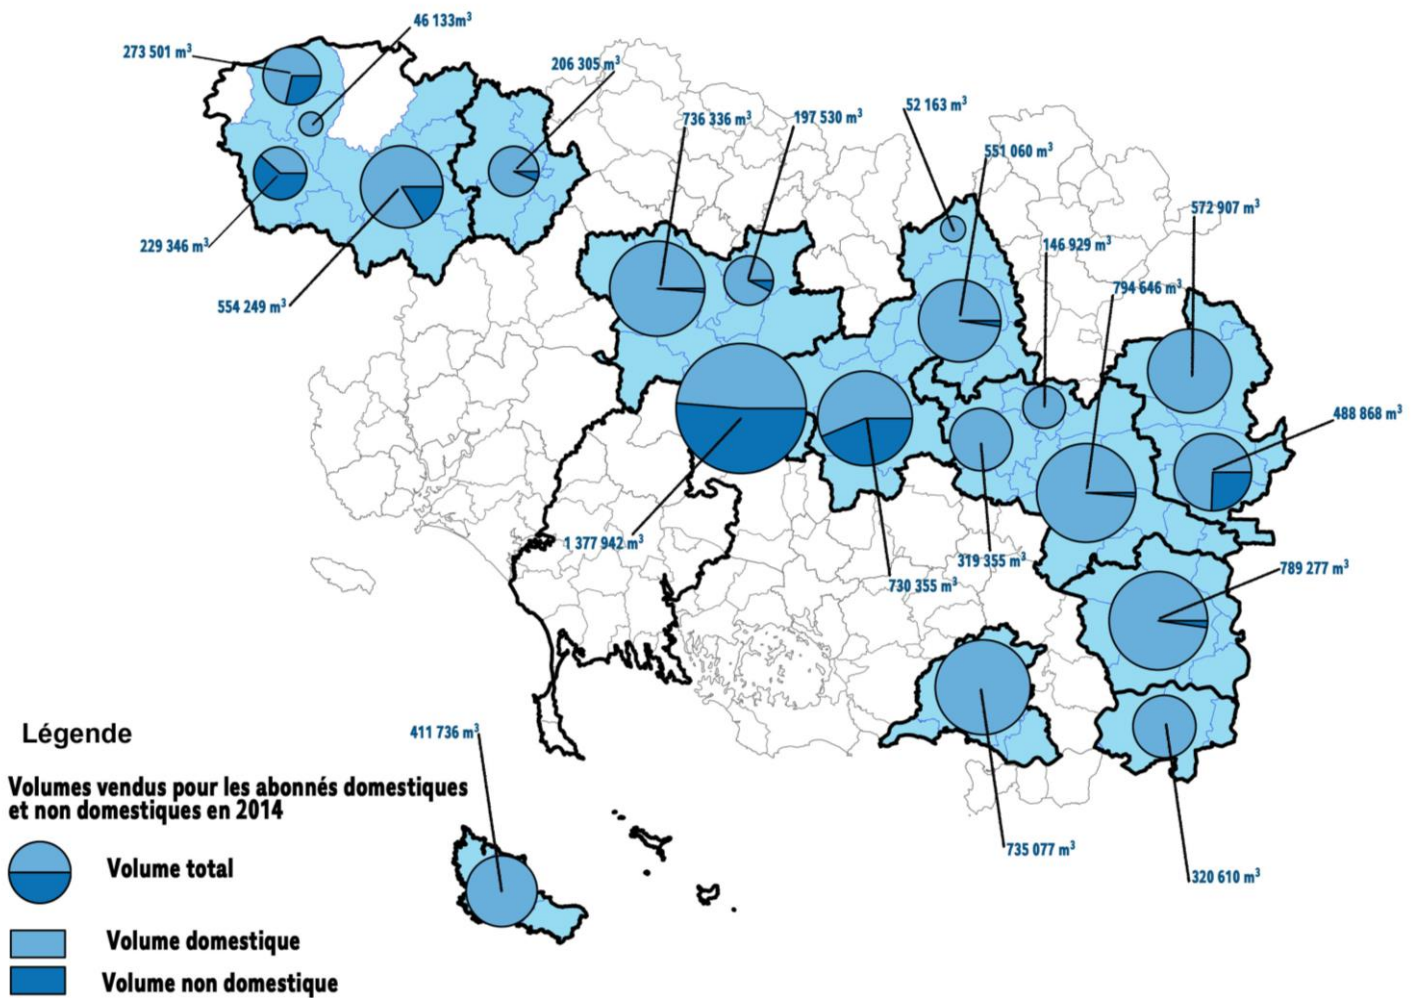 46 133m³
273 501 m³
206 305 m³
736 336 m³
197 530 m³
52 163 m³
551 060 m³
572 907 m³
146 929 m³
229 346 m³
794 646 m³
554 249 m³
488 868 m³
1 377 942 m³
319 355 m³
789 277 m³
730 355 m³
411 736 m³
735 077 m³
320 610 m³
Légende
Volumes vendus pour les abonnés domestiques
et non domestiques en 2014
Volume total
Volume domestique
Volume non domestique